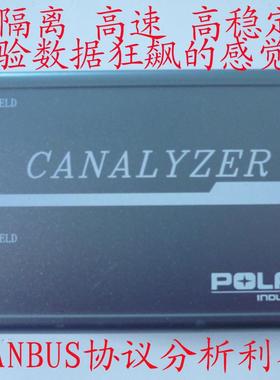 隔离 高速 高稳定
验数据狂飙的感觉
ELD
CANALYZER
ELD
POLA
INDU
ANBUS协议分析利